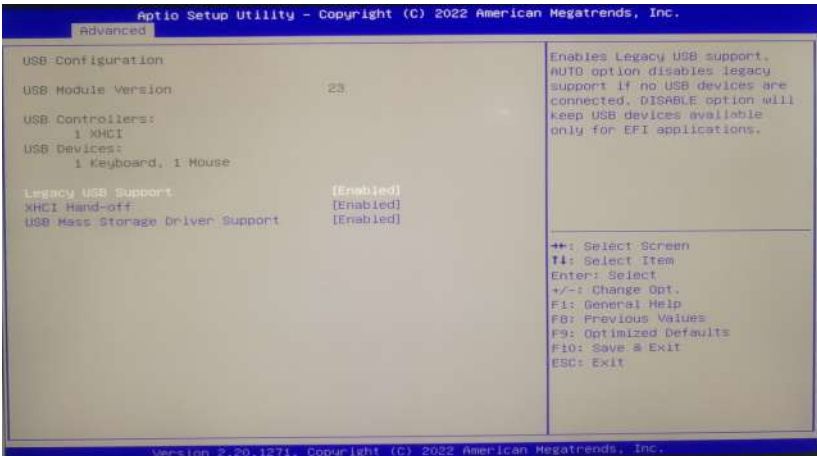 Aptio Setup Utility – Copyright (C) 2022 American Megatrends, Inc.
Advanced
USB Configuration
USB Module Version 23
USB Controllers:
1 XHCI
USB Devices:
1 Keyboard, 1 Mouse
Legacy USB Support [Enabled]
XHCI Hand-off [Enabled]
USB Mass Storage Driver Support [Enabled]
Enables Legacy USB support.
AUTO option disables legacy
support if no USB devices are
connected. DISABLE option will
keep USB devices available
only for EFI applications.
→←: Select Screen
↑↓: Select Item
Enter: Select
+/-: Change Opt.
F1: General Help
F8: Previous Values
F9: Optimized Defaults
F10: Save & Exit
ESC: Exit
Version 2.20.1271. Copyright (C) 2022 American Megatrends, Inc.